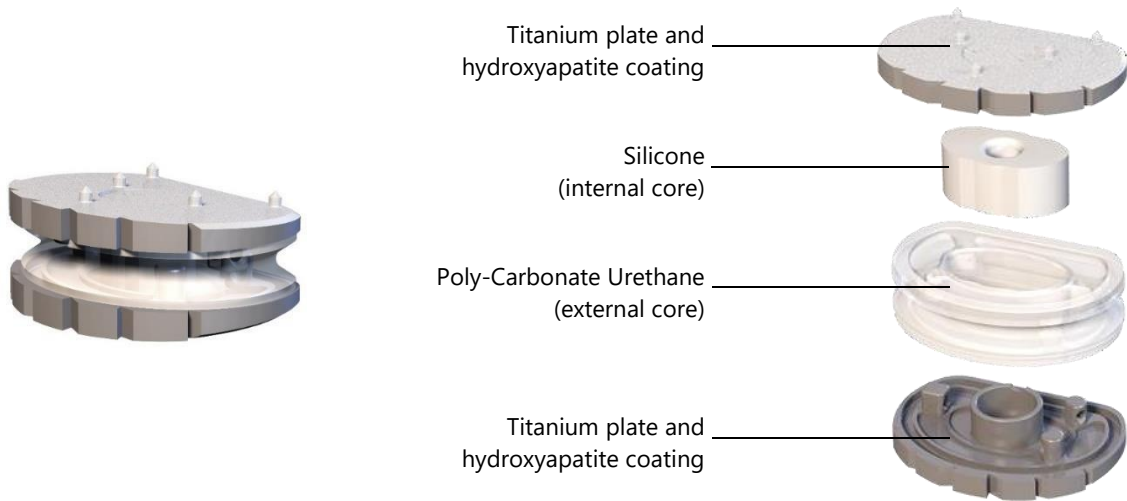 Titanium plate and
hydroxyapatite coating
Silicone
(internal core)
Poly-Carbonate Urethane
(external core)
Titanium plate and
hydroxyapatite coating